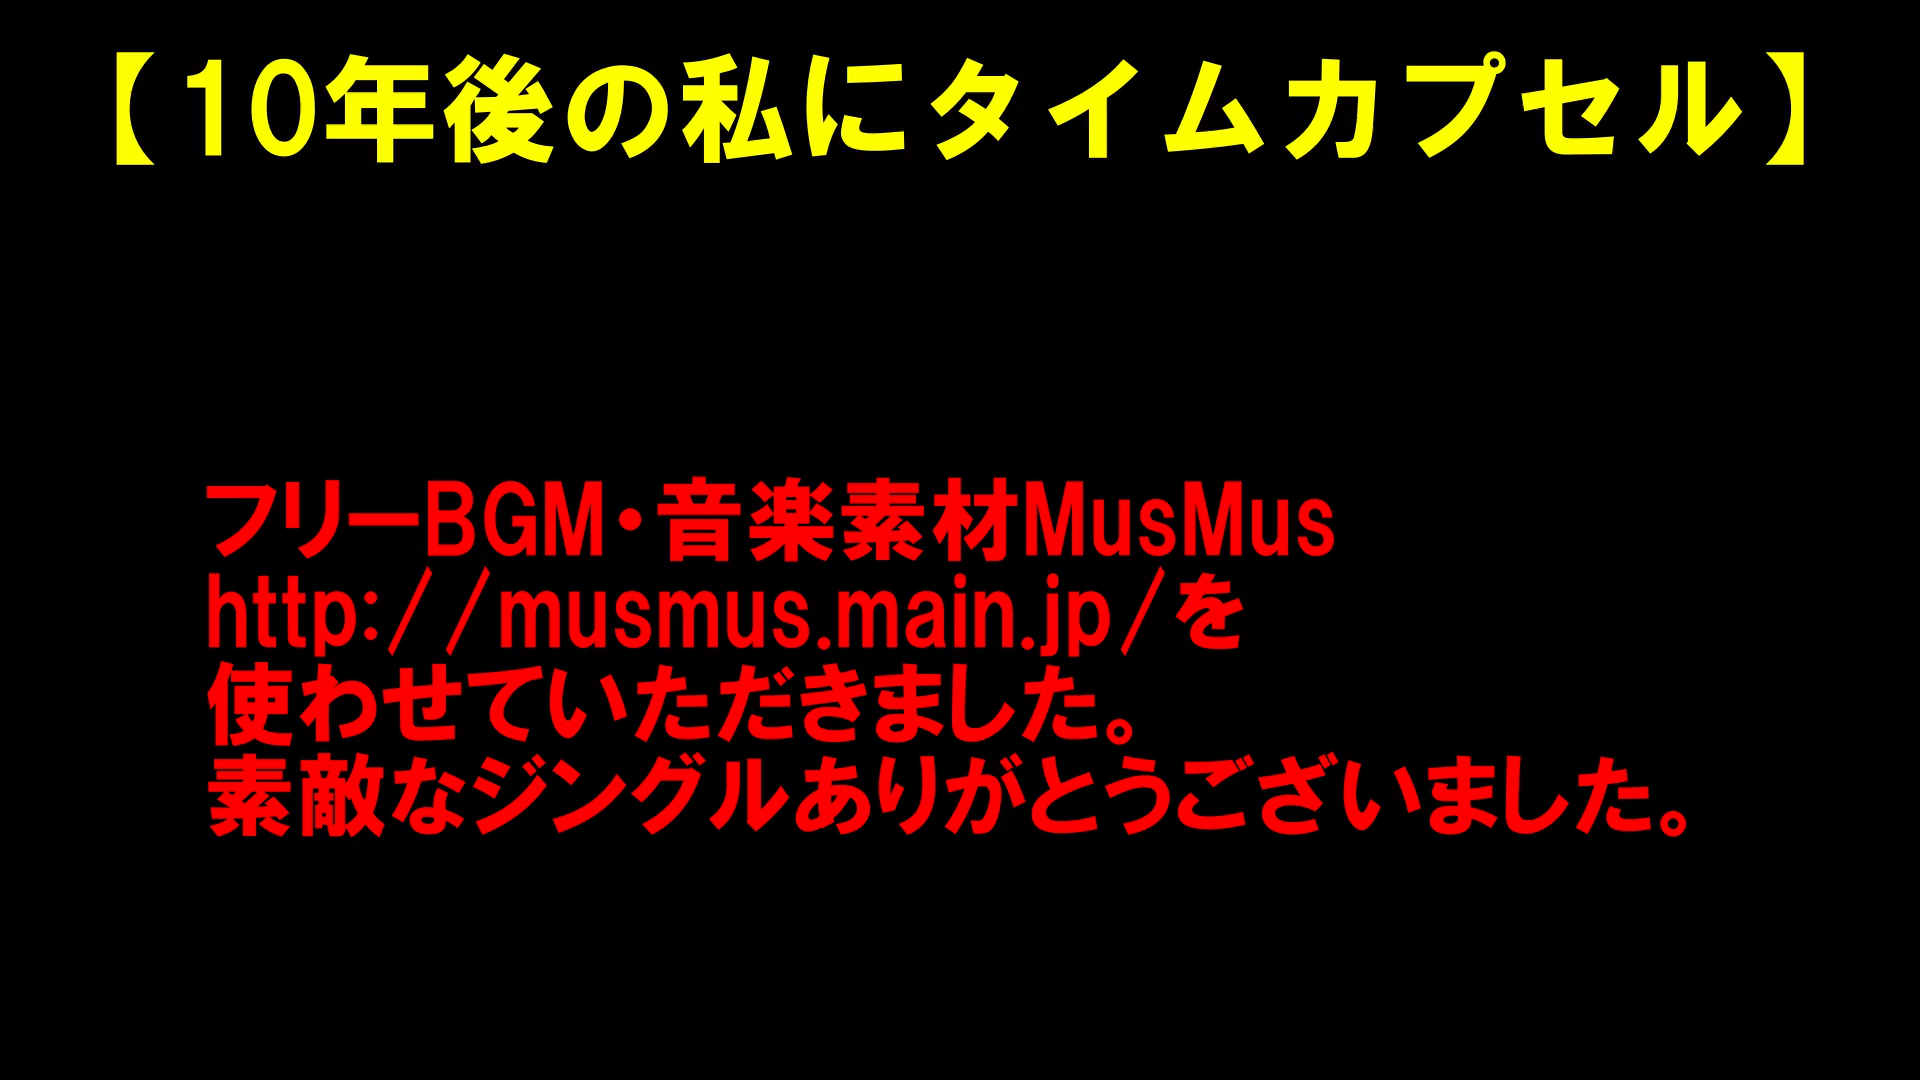 【10年後の私にタイムカプセル】
フリーBGM・音楽素材MusMus
http://musmus.main.jp/を
使わせていただきました。
素敵なジングルありがとうございました。